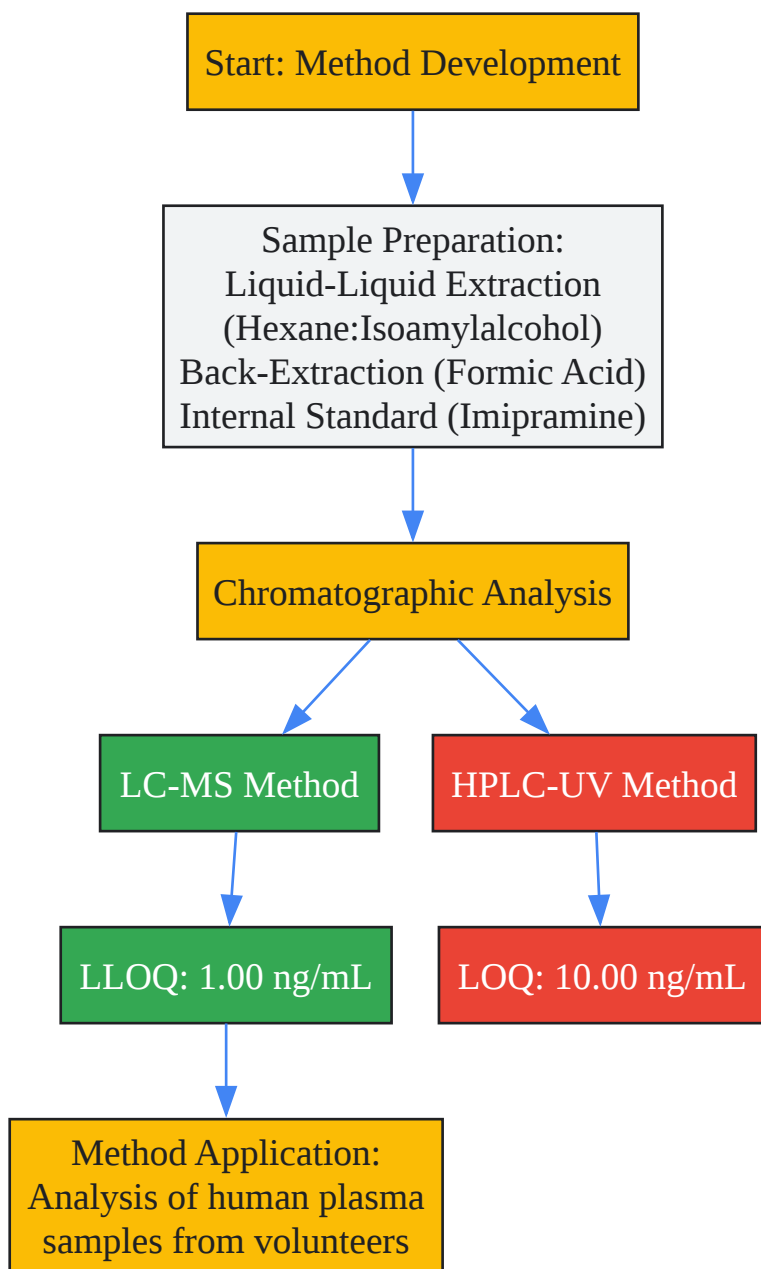 Start: Method Development
Sample Preparation:
Liquid-Liquid Extraction
(Hexane:Isoamylalcohol)
Back-Extraction (Formic Acid)
Internal Standard (Imipramine)
Chromatographic Analysis
LC-MS Method
HPLC-UV Method
LLOQ: 1.00 ng/mL
LOQ: 10.00 ng/mL
Method Application:
Analysis of human plasma
samples from volunteers